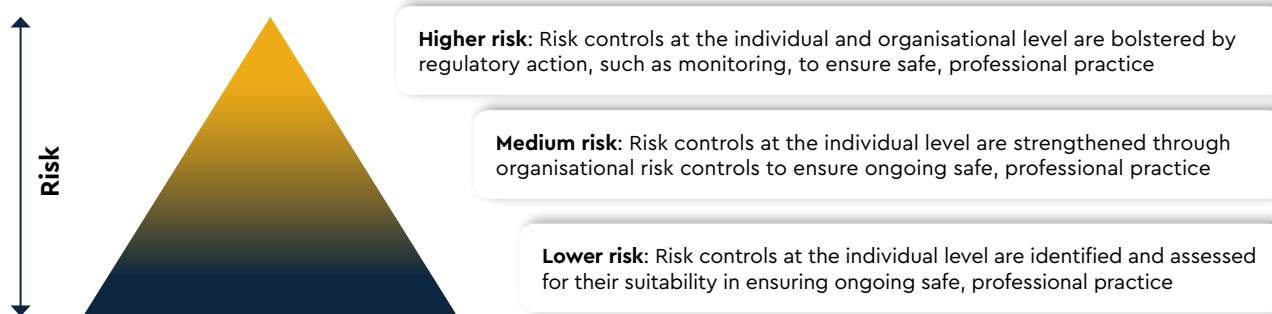 Risk
Higher risk: Risk controls at the individual and organisational level are bolstered by
regulatory action, such as monitoring, to ensure safe, professional practice
Medium risk: Risk controls at the individual level are strengthened through
organisational risk controls to ensure ongoing safe, professional practice
Lower risk: Risk controls at the individual level are identified and assessed
for their suitability in ensuring ongoing safe, professional practice